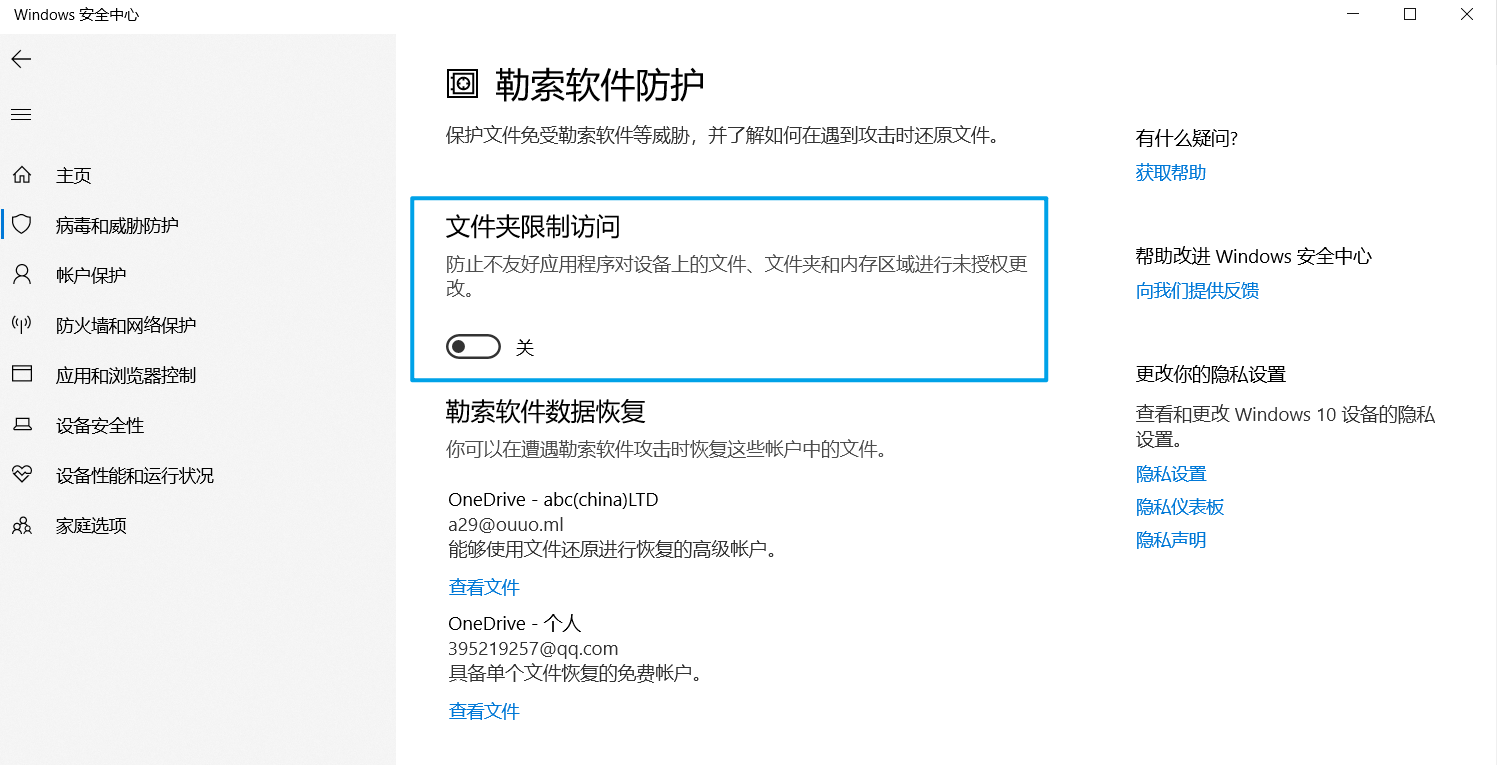 Windows 安全中心
主页
病毒和威胁防护
帐户保护
防火墙和网络保护
应用和浏览器控制
设备安全性
设备性能和运行状况
家庭选项
勒索软件防护
保护文件免受勒索软件等威胁，并了解如何在遇到攻击时还原文件。
文件夹限制访问
防止不友好应用程序对设备上的文件、文件夹和内存区域进行未授权更
改。
关
勒索软件数据恢复
你可以在遭遇勒索软件攻击时恢复这些帐户中的文件。
OneDrive - abc(china)LTD
a29@ouuo.ml
能够使用文件还原进行恢复的高级帐户。
查看文件
OneDrive - 个人
395219257@qq.com
具备单个文件恢复的免费帐户。
查看文件
有什么疑问?
获取帮助
帮助改进 Windows 安全中心
向我们提供反馈
更改你的隐私设置
查看和更改 Windows 10 设备的隐私
设置。
隐私设置
隐私仪表板
隐私声明